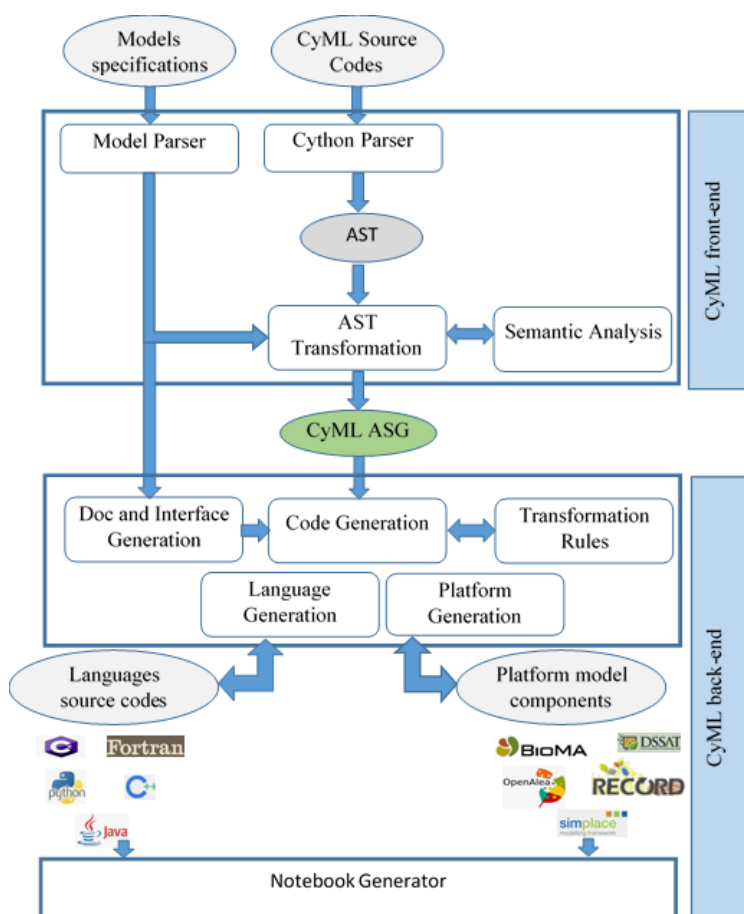 Models
specifications
CyML Source
Codes
Model Parser
Cython Parser
AST
AST
Transformation
Semantic Analysis
CyML front-end
CyML ASG
Doc and Interface
Generation
Code Generation
Transformation
Rules
Language
Generation
Platform
Generation
Languages
source codes
Platform model
components
CyML back-end
C#
Fortran
python
C++
Java
BIOMA
DSSAT
OpenAlea
RECORD
simplace
modelling framework
Notebook Generator